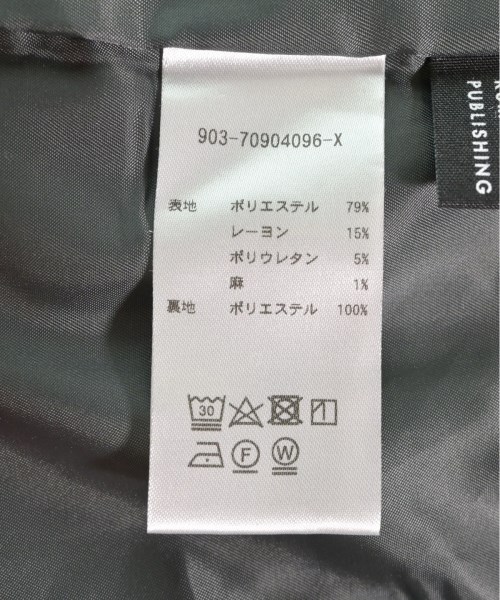 903-70904096-X
表地 ポリエステル 79%
レーヨン 15%
ポリウレタン 5%
麻 1%
裏地 ポリエステル 100%
30
F W
PUBLISHING